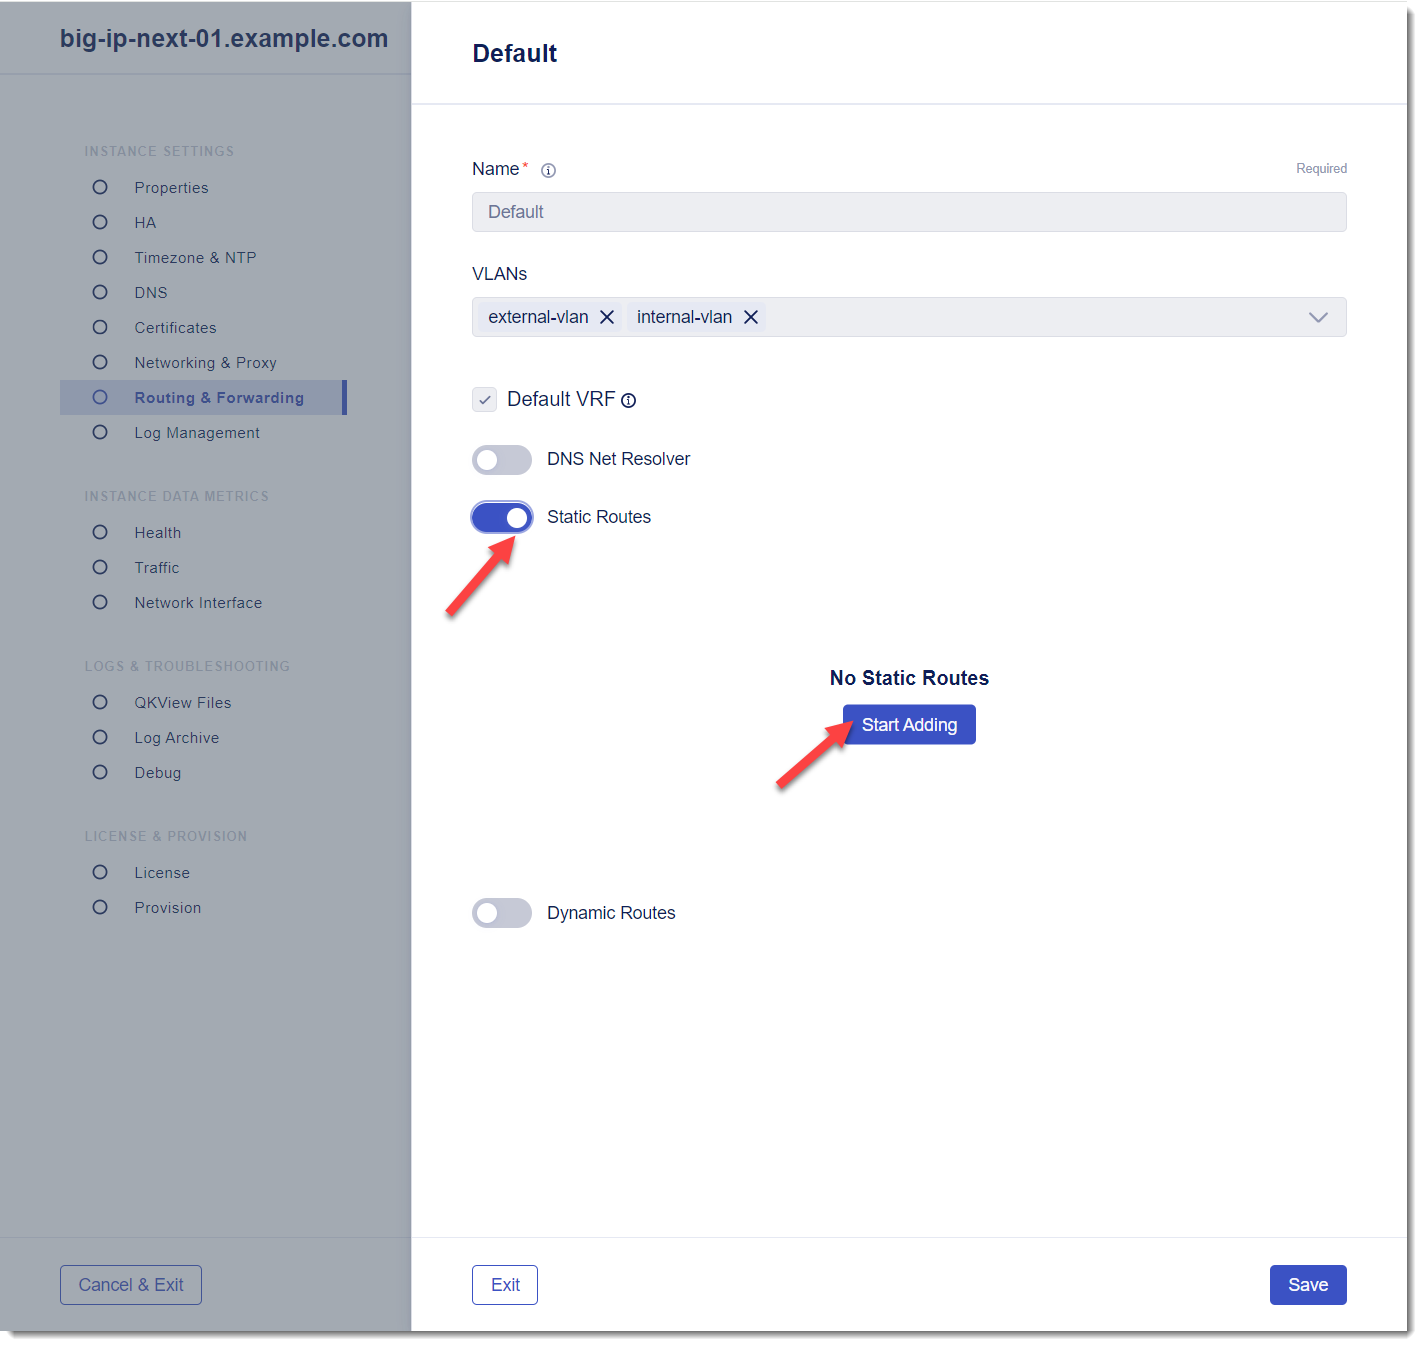 big-ip-next-01.example.com
INSTANCE SETTINGS
Properties
HA
Timezone & NTP
DNS
Certificates
Networking & Proxy
Routing & Forwarding
Log Management
INSTANCE DATA METRICS
Health
Traffic
Network Interface
LOGS & TROUBLESHOOTING
QKView Files
Log Archive
Debug
LICENSE & PROVISION
License
Provision
Cancel & Exit
Default
Name* Required
Default
VLANs
external-vlan internal-vlan
Default VRF
DNS Net Resolver
Static Routes
No Static Routes
Start Adding
Dynamic Routes
Exit Save